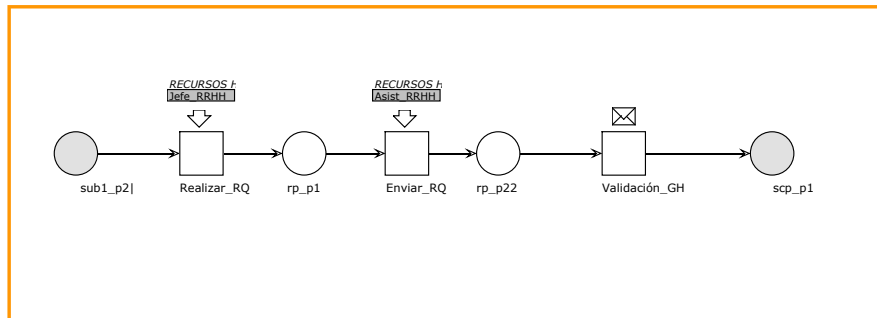 RECURSOS H
Jefe_RRHH
RECURSOS H
Asist_RRHH
sub1_p2|
Realizar_RQ
rp_p1
Enviar_RQ
rp_p22
Validación_GH
scp_p1